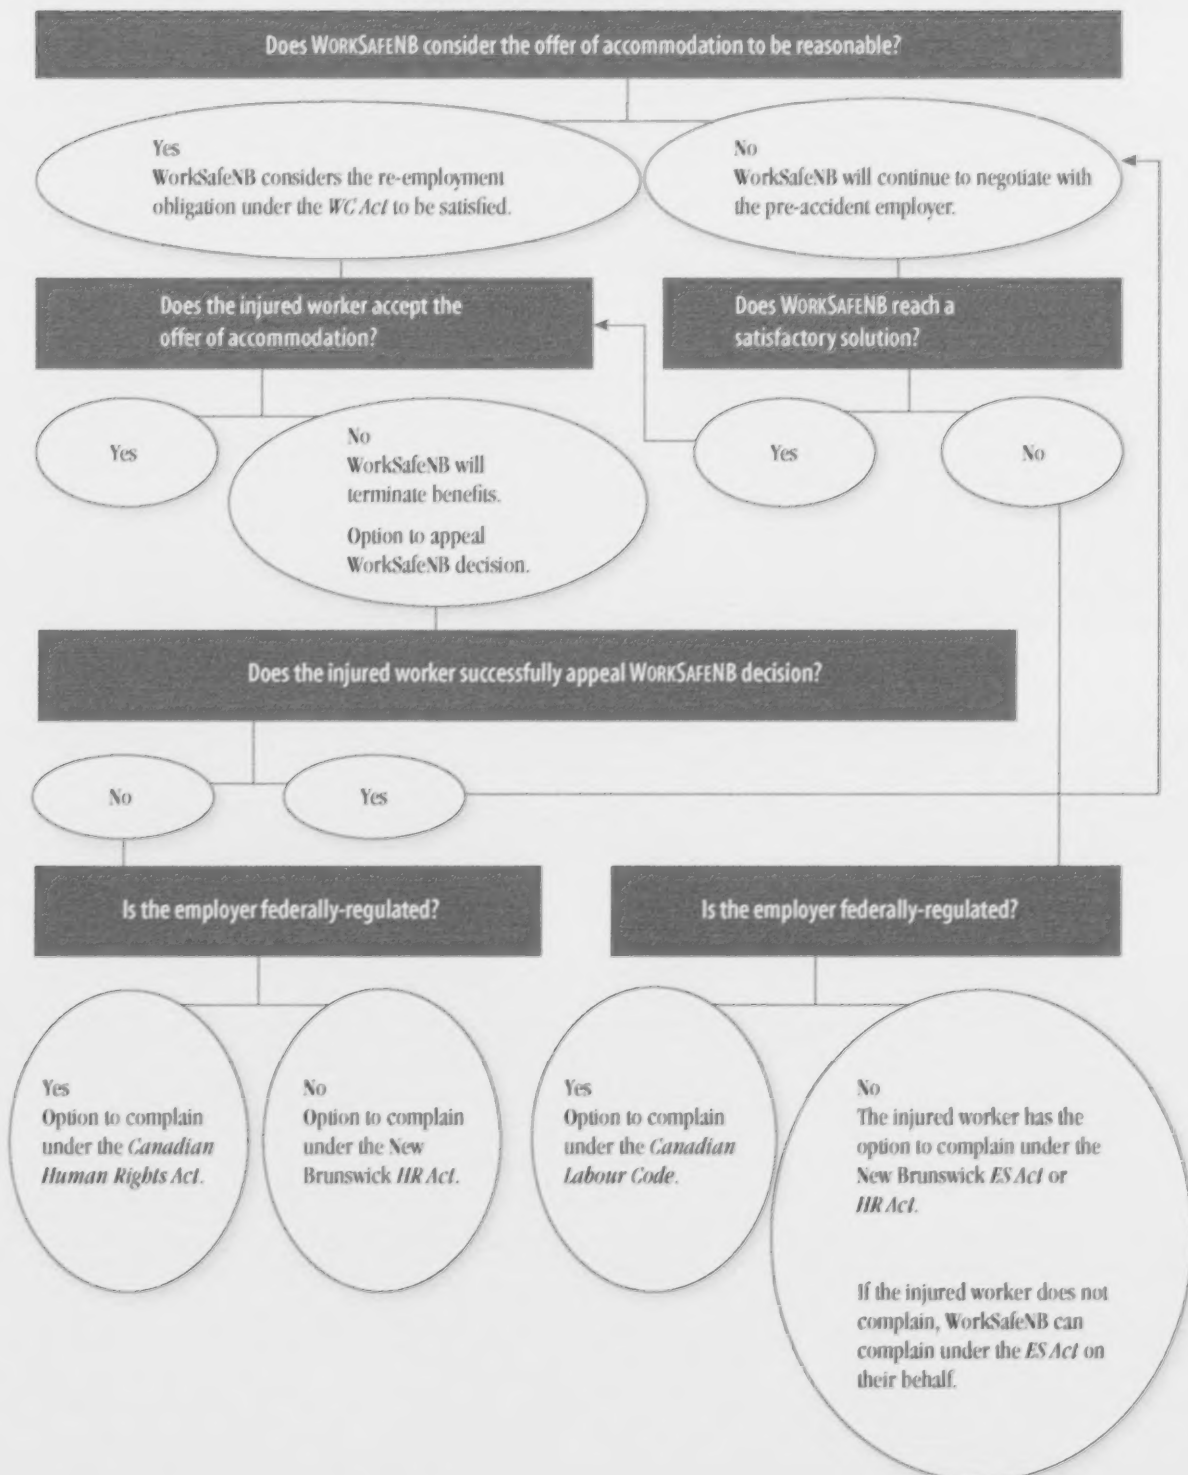 Does WORKSAFENB consider the offer of accommodation to be reasonable?
Yes
WorkSafeNB considers the re-employment
obligation under the WC Act to be satisfied.
No
WorkSafeNB will continue to negotiate with
the pre-accident employer.
Does the injured worker accept the
offer of accommodation?
Does WORKSAFENB reach a
satisfactory solution?
Yes
No
WorkSafeNB will
terminate benefits.
Option to appeal
WorkSafeNB decision.
Yes
No
Does the injured worker successfully appeal WORKSAFENB decision?
No
Yes
Is the employer federally-regulated?
Is the employer federally-regulated?
Yes
Option to complain
under the Canadian
Human Rights Act.
No
Option to complain
under the New
Brunswick HR Act.
Yes
Option to complain
under the Canadian
Labour Code.
No
The injured worker has the
option to complain under the
New Brunswick ES Act or
HR Act.
If the injured worker does not
complain, WorkSafeNB can
complain under the ES Act on
their behalf.